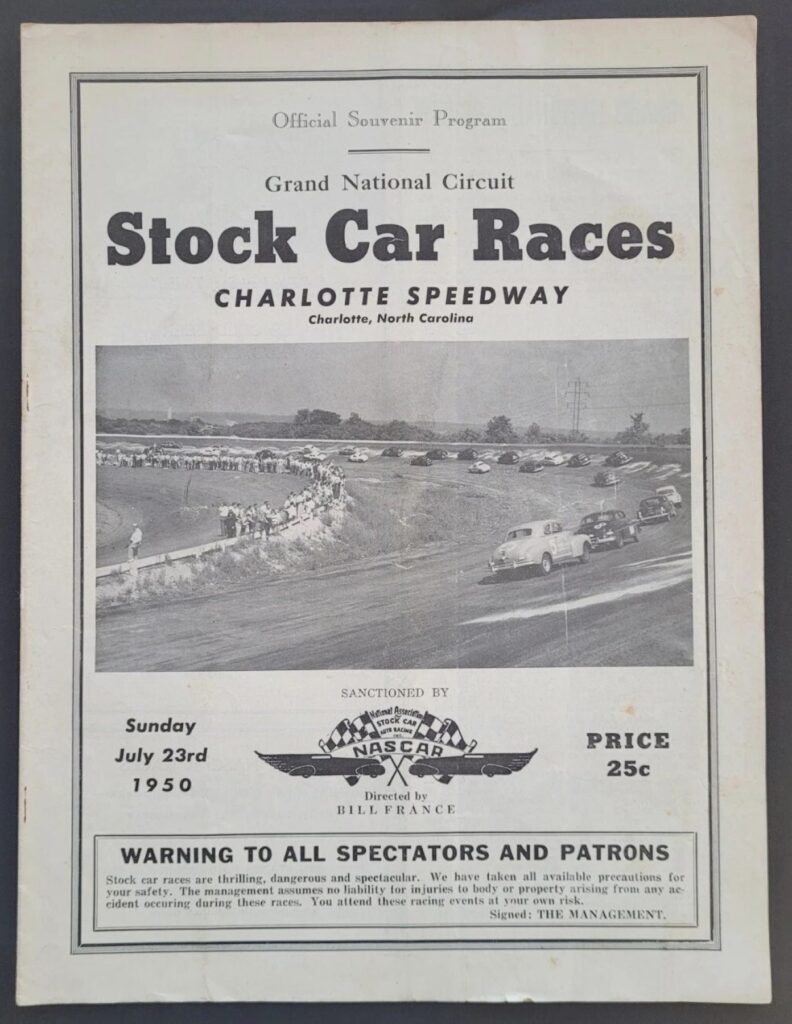 Official Souvenir Program
Grand National Circuit
Stock Car Races
CHARLOTTE SPEEDWAY
Charlotte, North Carolina
SANCTIONED BY
Sunday
July 23rd
1950
National Association
for
STOCK CAR
AUTO RACING
INC.
NASCAR
Directed by
BILL FRANCE
PRICE
25c
WARNING TO ALL SPECTATORS AND PATRONS
Stock car races are thrilling, dangerous and spectacular. We have taken all available precautions for
your safety. The management assumes no liability for injuries to body or property arising from any ac-
cident occuring during these races. You attend these racing events at your own risk.
Signed: THE MANAGEMENT.